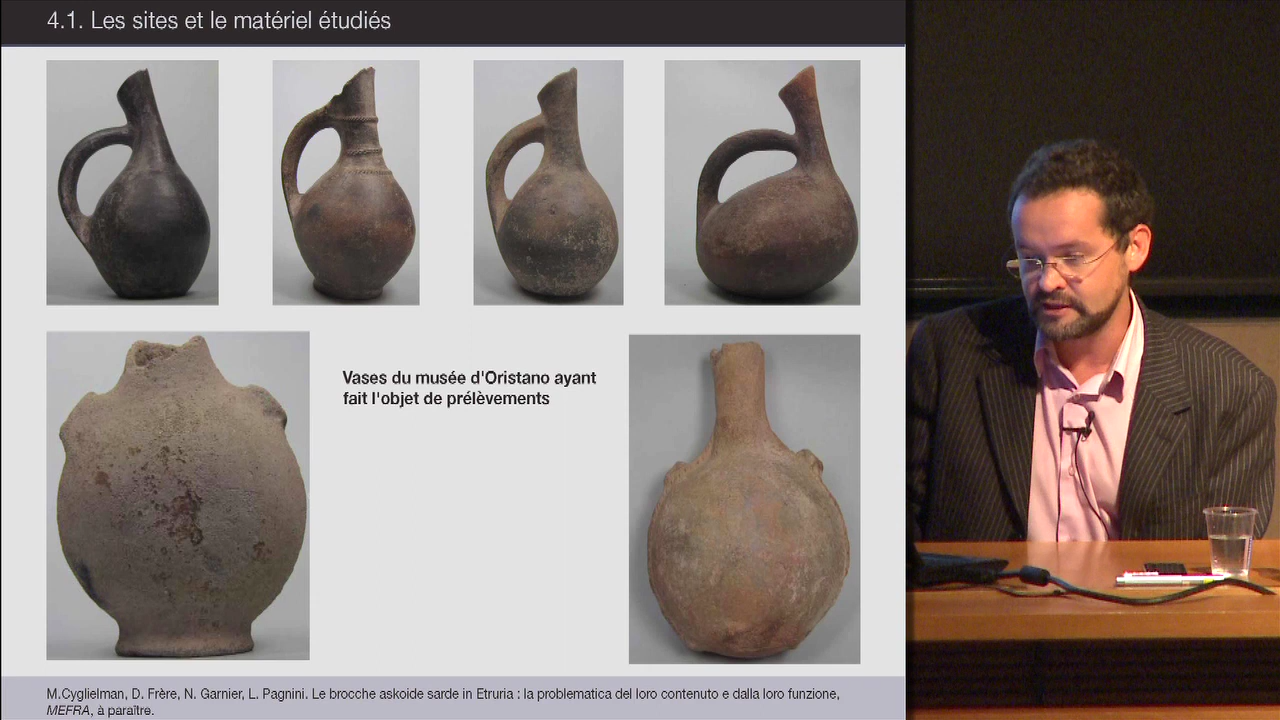 4.1. Les sites et le matériel étudiés
Vases du musée d'Oristano ayant
fait l'objet de prélèvements
M.Cyglielman, D. Frère, N. Garnier, L. Pagnini. Le brocche askoide sarde in Etruria : la problematica del loro contenuto e dalla loro funzione,
MEFRA, à paraître.